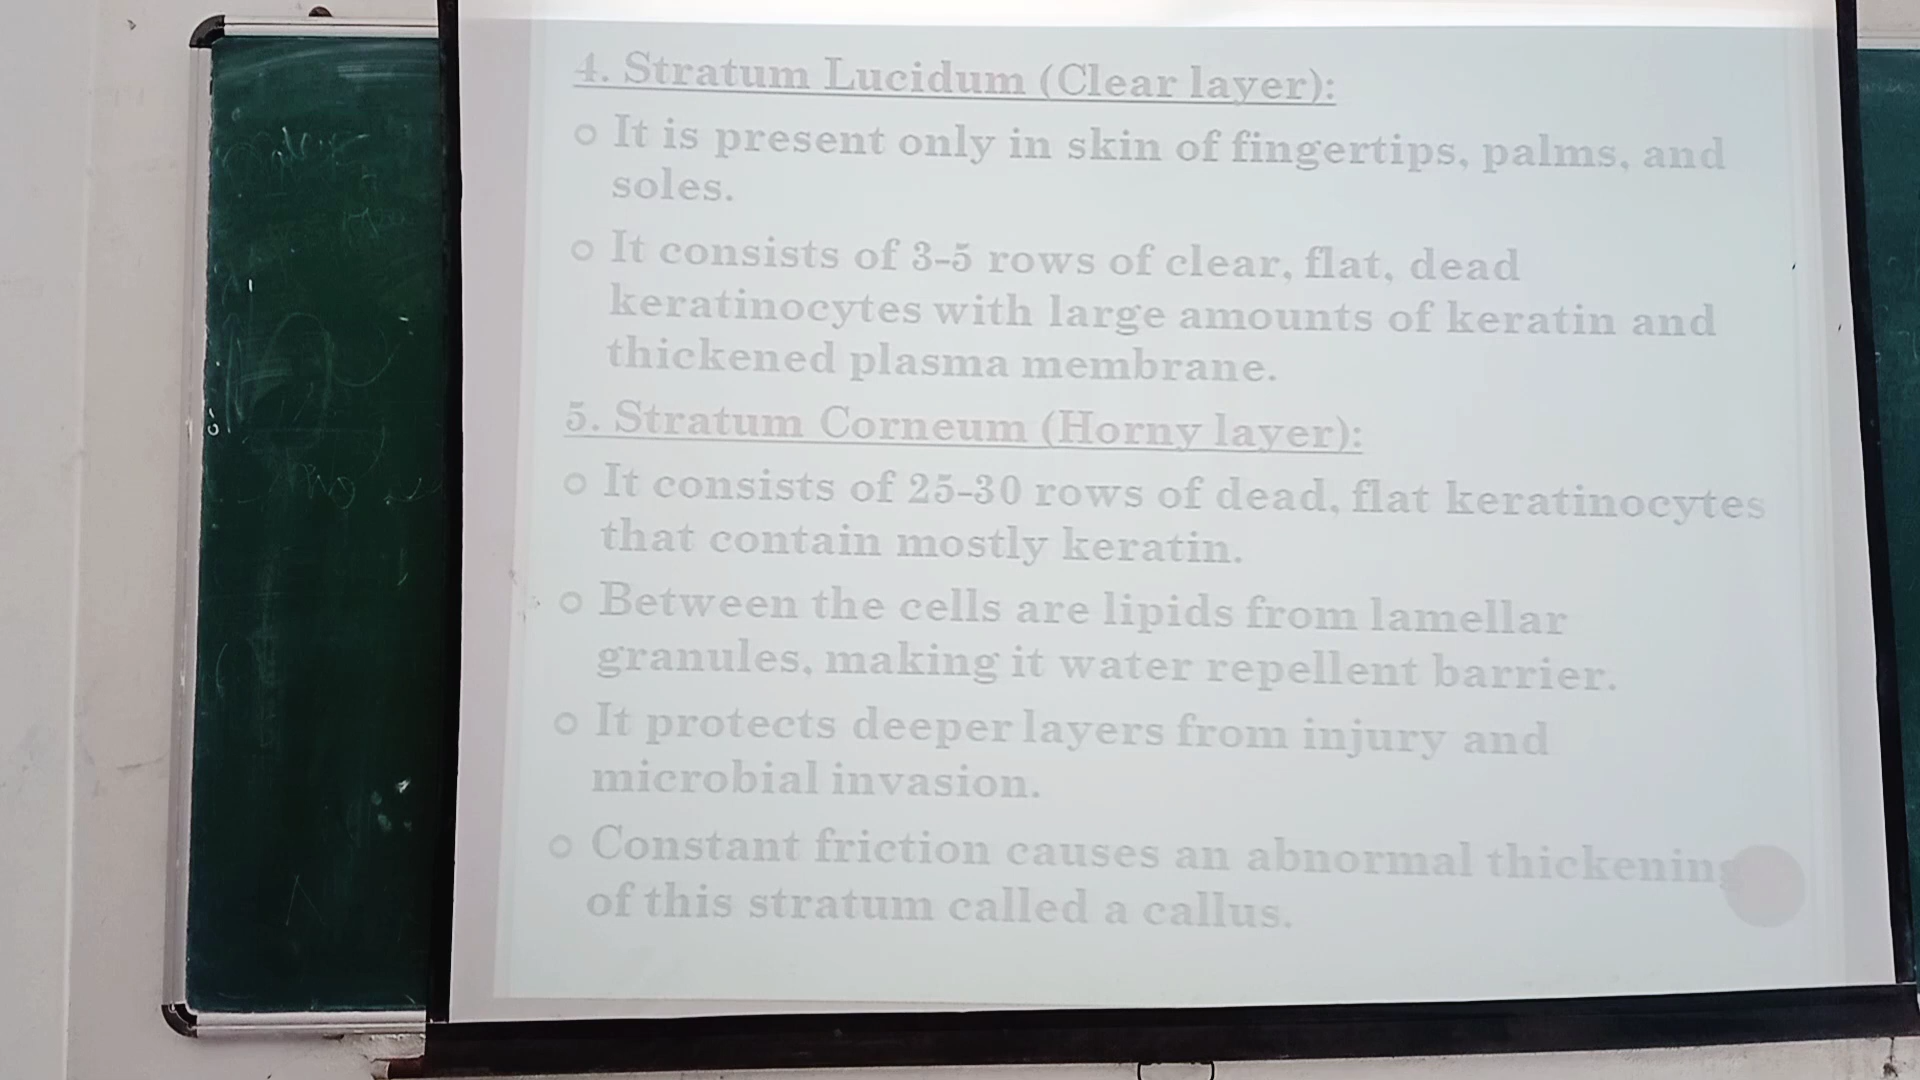 4. Stratum Lucidum (Clear layer):
o It is present only in skin of fingertips, palms, and
soles.
o It consists of 3-5 rows of clear, flat, dead
keratinocytes with large amounts of keratin and
thickened plasma membrane.
5. Stratum Corneum (Horny layer):
o It consists of 25-30 rows of dead, flat keratinocytes
that contain mostly keratin.
o Between the cells are lipids from lamellar
granules, making it water repellent barrier.
o It protects deeper layers from injury and
microbial invasion.
o Constant friction causes an abnormal thickening
of this stratum called a callus.